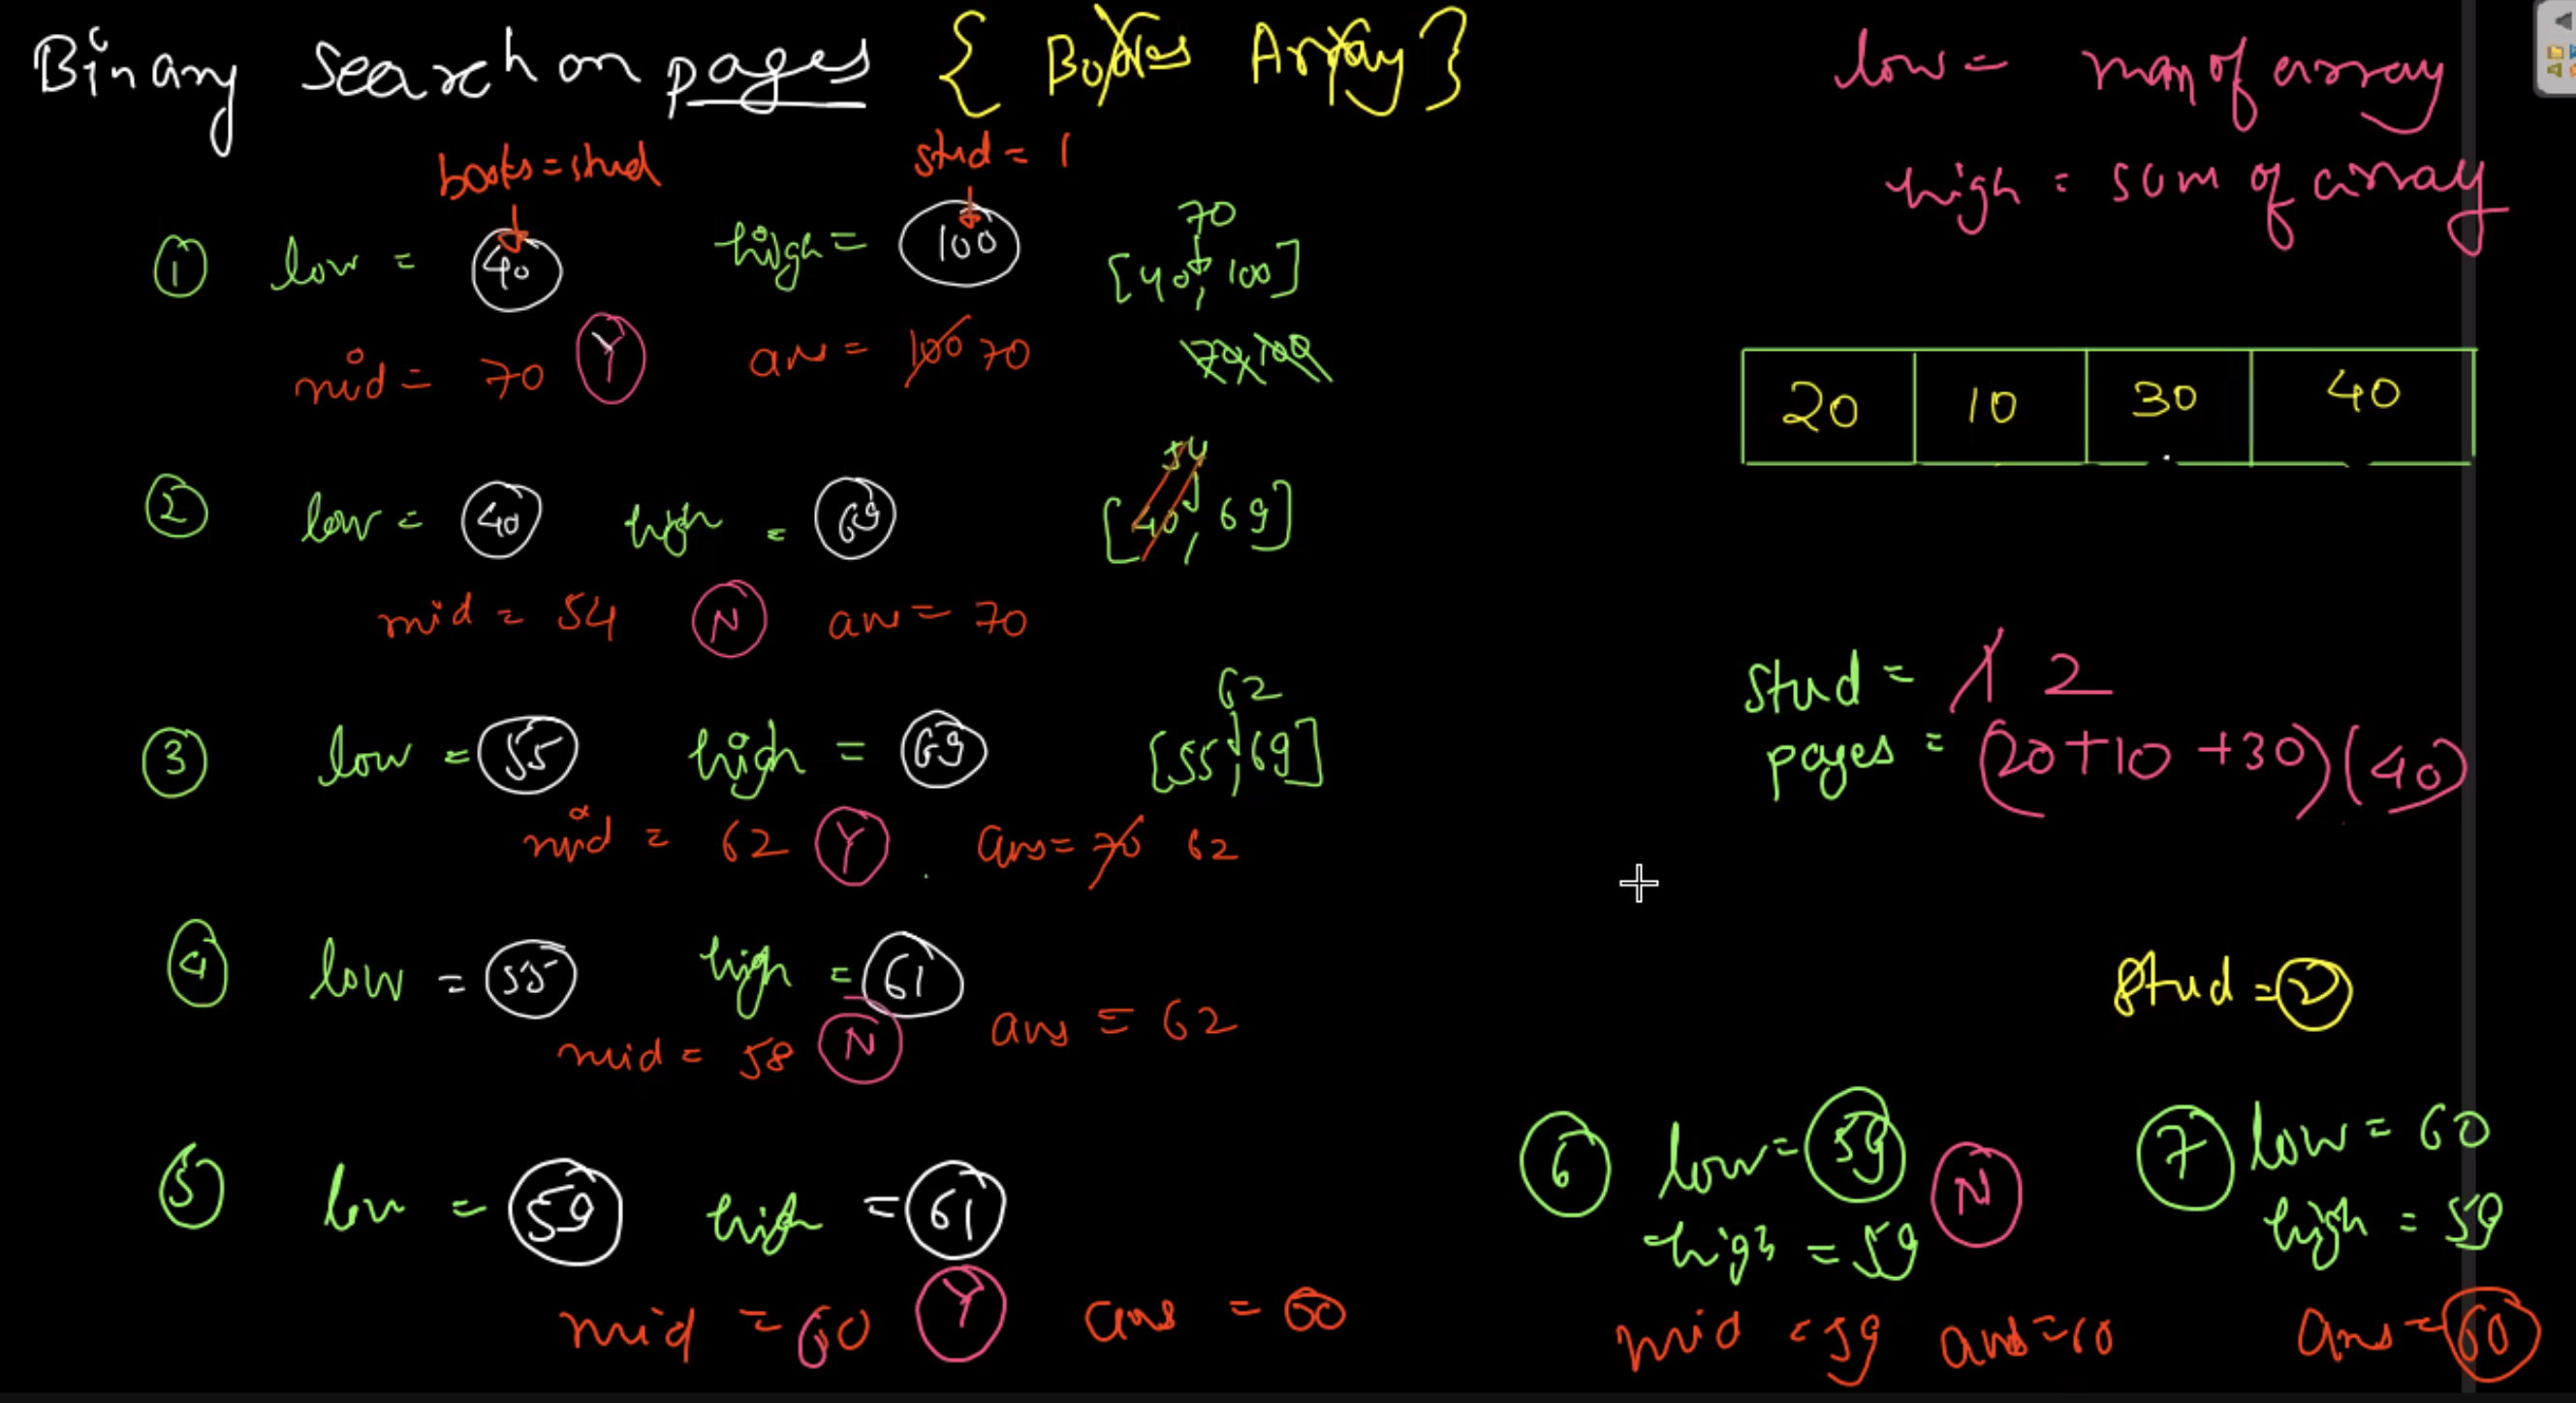 Binary Search on pages { Books Array }
low = max of array
high = sum of array
books = stud
stud = 1
① low = 40 high = 100 [40, 100]
70
mid = 70 Y ans = 100 70 70,100
20 10 30 40
② low = 40 high = 69 [40, 69]
54
mid = 54 N ans = 70
③ low = 55 high = 69 [55, 69]
62
mid = 62 Y ans = 70 62
stud = 1 2
pages = (20+10+30)(40)
④ low = 55 high = 61
mid = 58 N ans = 62
stud = 2
⑤ low = 59 high = 61
mid = 60 Y ans = 60
⑥ low = 59 N
high = 59
mid = 59 ans = 60
⑦ low = 60
high = 59
ans = 60